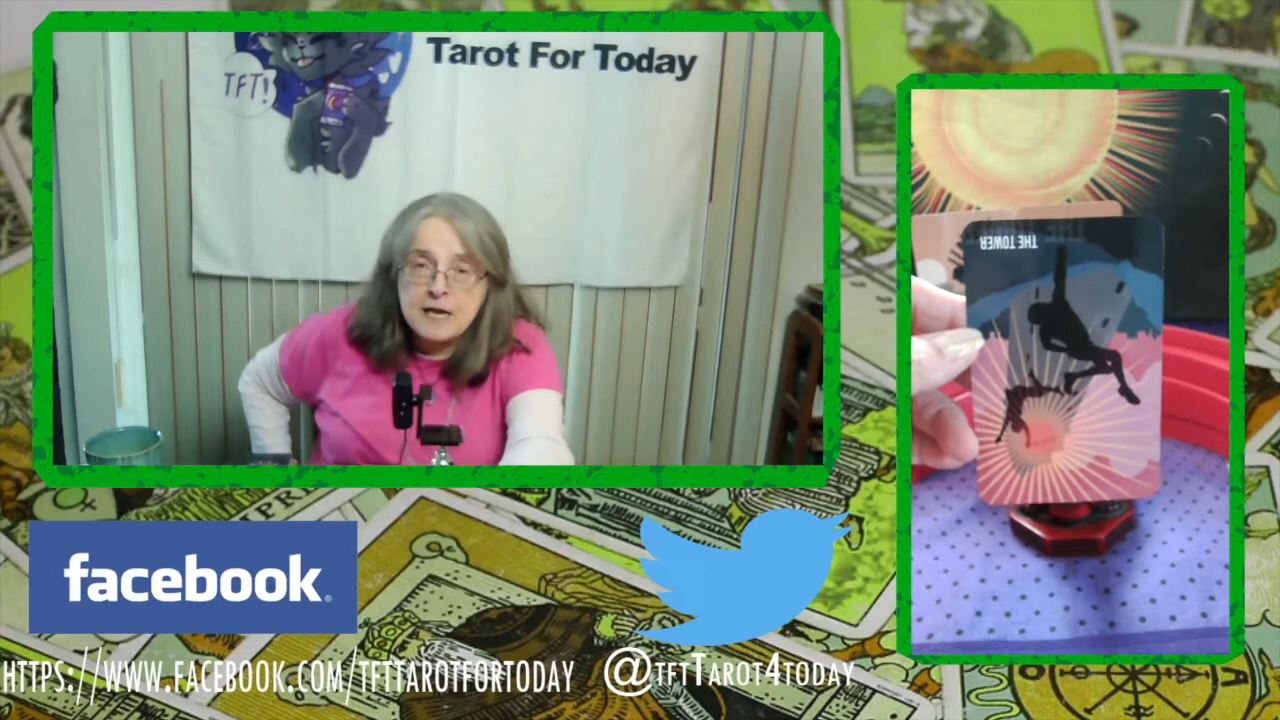 Tarot For Today
TFT!
THE TOWER
facebook®
HTTPS://WWW.FACEBOOK.COM/TFTTAROTFORTODAY
@TFTTAROT4TODAY